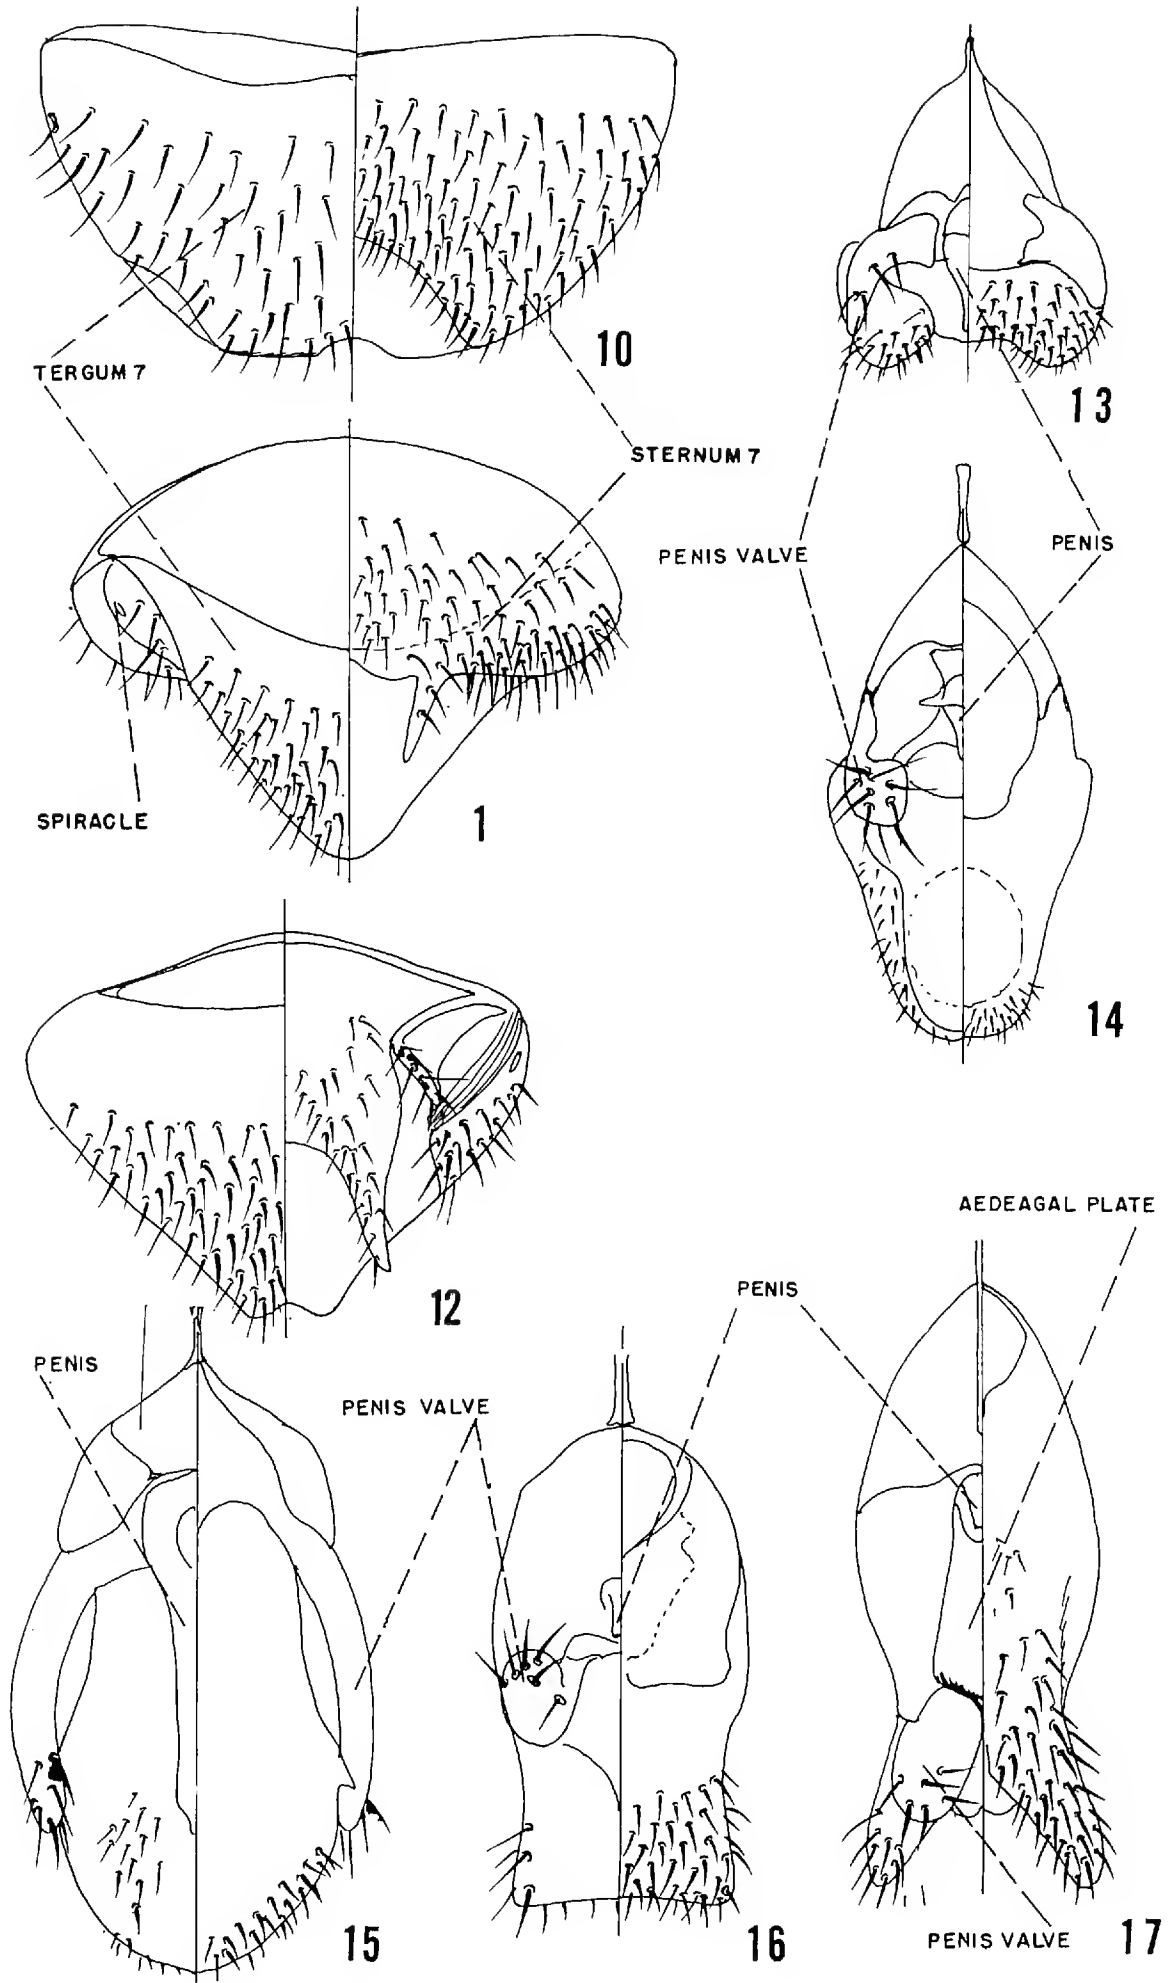 10
13
TERGUM 7
STERNUM 7
PENIS VALVE
PENIS
SPIRACLE
1
14
12
AEDEAGAL PLATE
PENIS
PENIS
PENIS VALVE
15
16
PENIS VALVE
17